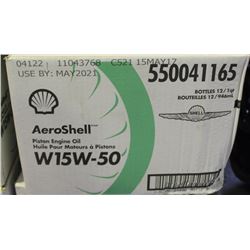 04122 11043768 C521 15MAY17
USE BY: MAY2021
550041165
BOTTLES 12/1qt
BOUTEILLES 12/946mL
SHELL
AeroShell
Piston Engine Oil
Huile Pour Moteurs à Pistons
W15W-50